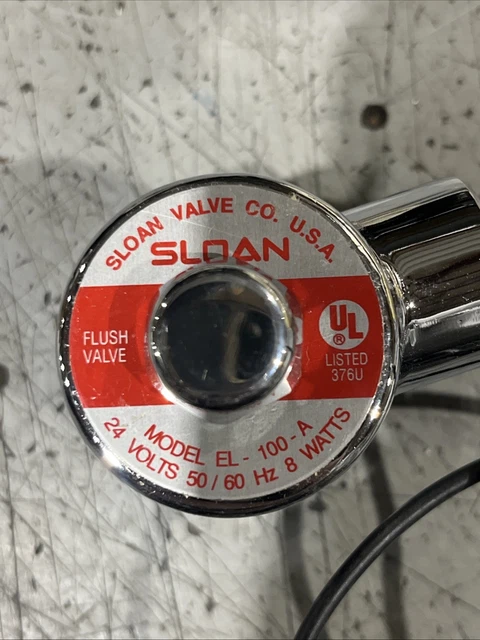 SLOAN VALVE CO. U.S.A.
SLOAN
FLUSH
VALVE
UL
®
LISTED
376U
MODEL EL-100-A
24 VOLTS 50/60 Hz 8 WATTS